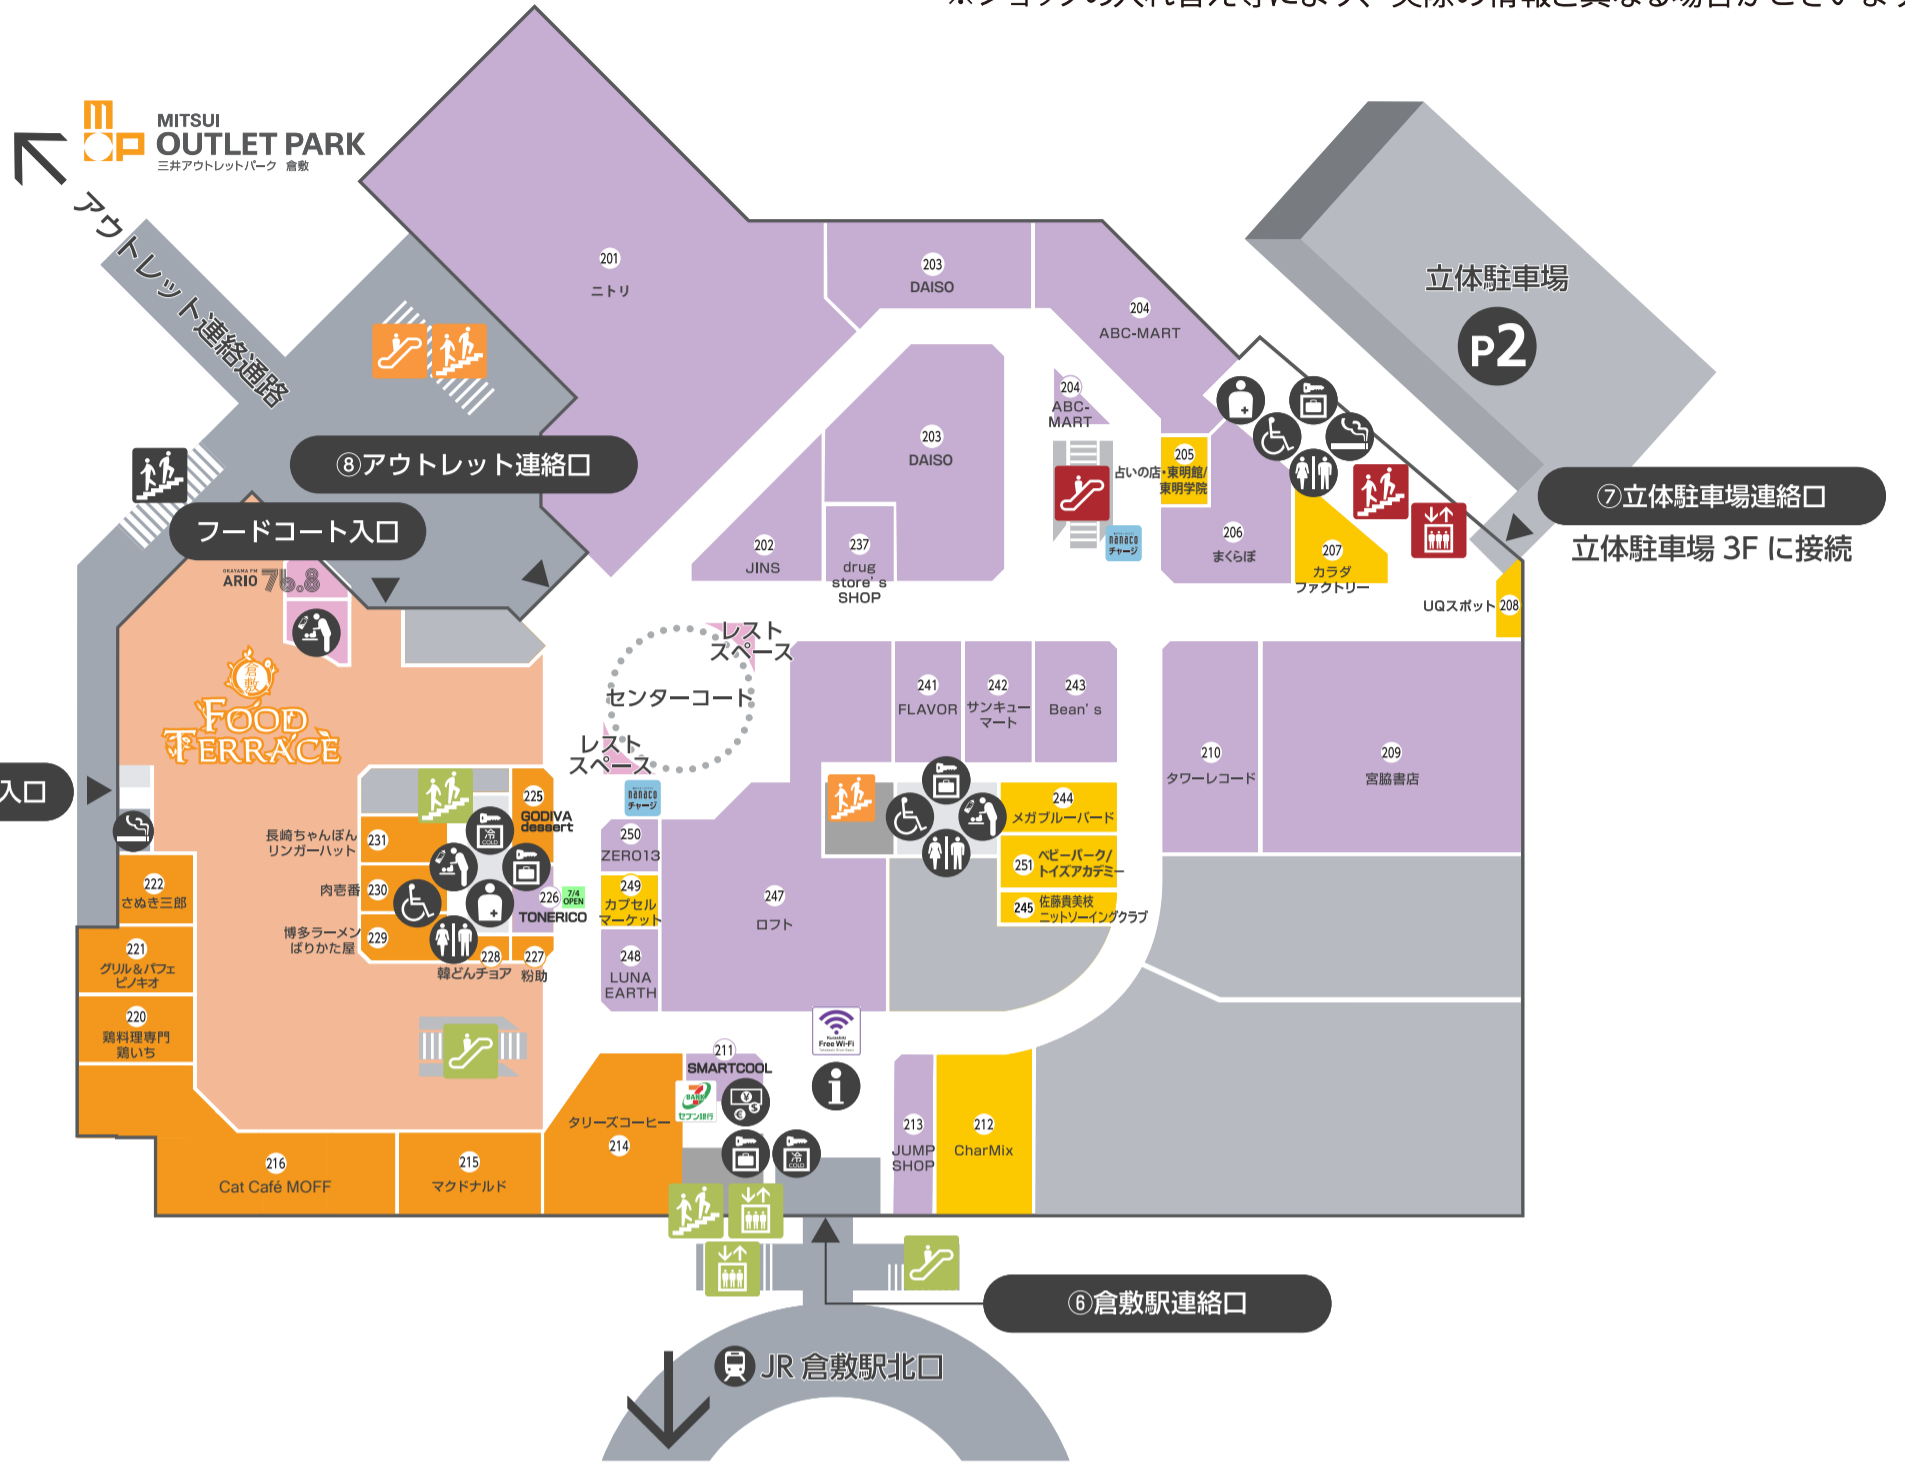 MITSUI
OUTLET PARK
三井アウトレットパーク 倉敷
アウトレット連絡通路
201
ニトリ
203
DAISO
204
ABC-MART
立体駐車場
P2
204
ABC-
MART
203
DAISO
205
占いの店・東明館/
東明学院
⑧アウトレット連絡口
フードコート入口
⑦立体駐車場連絡口
立体駐車場 3F に接続
202
JINS
237
drug
store's
SHOP
nanaco
チャージ
206
まくらぼ
207
カラダ
ファクトリー
UQスポット
208
OKAYAMA FM
ARIO 76.8
倉敷
FOOD
TERRACE
レスト
スペース
センターコート
レスト
スペース
nanaco
チャージ
241
FLAVOR
242
サンキュー
マート
243
Bean's
210
タワーレコード
209
宮脇書店
入口
225
GODIVA
dessert
冷
COLD
長崎ちゃんぽん
リンガーハット
231
肉壱番
230
博多ラーメン
ばりかた屋
229
226
7/4
OPEN
TONERICO
228
韓どんチョア
227
粉助
250
ZERO13
249
カプセル
マーケット
248
LUNA
EARTH
247
ロフト
244
メガブルーバード
251
ベビーパーク/
トイズアカデミー
245
佐藤貴美枝
ニットソーイングクラブ
222
さぬき三郎
221
グリル&パフェ
ピノキオ
220
鶏料理専門
鶏いち
216
Cat Café MOFF
215
マクドナルド
タリーズコーヒー
214
211
SMARTCOOL
7
BANK
セブン銀行
Free Wi-Fi
i
冷
COLD
213
JUMP
SHOP
212
CharMix
⑥倉敷駅連絡口
JR 倉敷駅北口